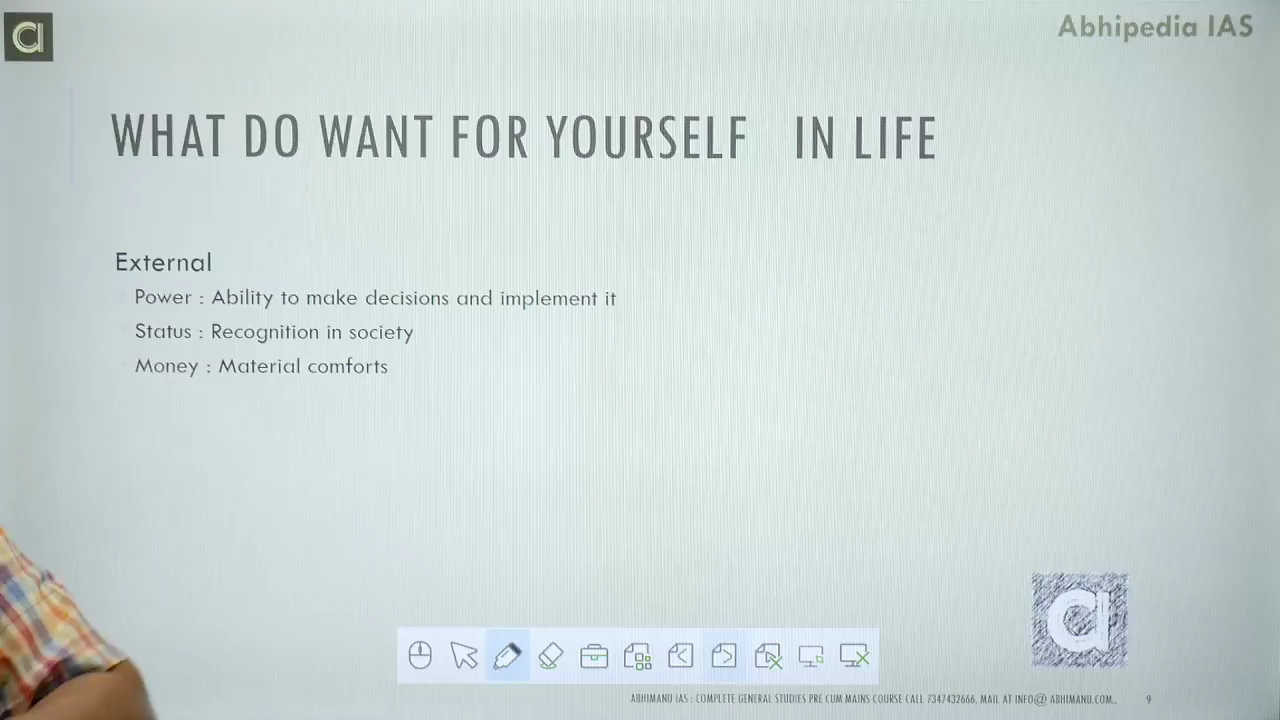 Abhipedia IAS
WHAT DO WANT FOR YOURSELF IN LIFE
External
Power : Ability to make decisions and implement it
Status : Recognition in society
Money : Material comforts
ABHIMANU IAS : COMPLETE GENERAL STUDIES PRE CUM MAINS COURSE CALL 7347432666, MAIL AT INFO@ ABHIMANU.COM..
9